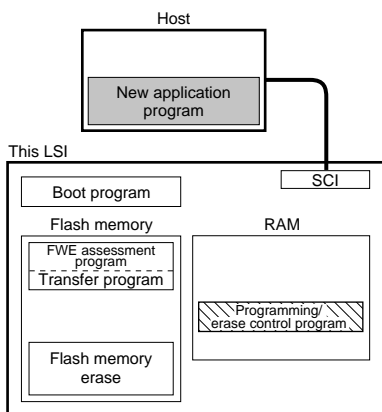 Host
New application
program
This LSI
SCI
Boot program
Flash memory
RAM
FWE assessment
program
Transfer program
Programming/
erase control program
Flash memory
erase